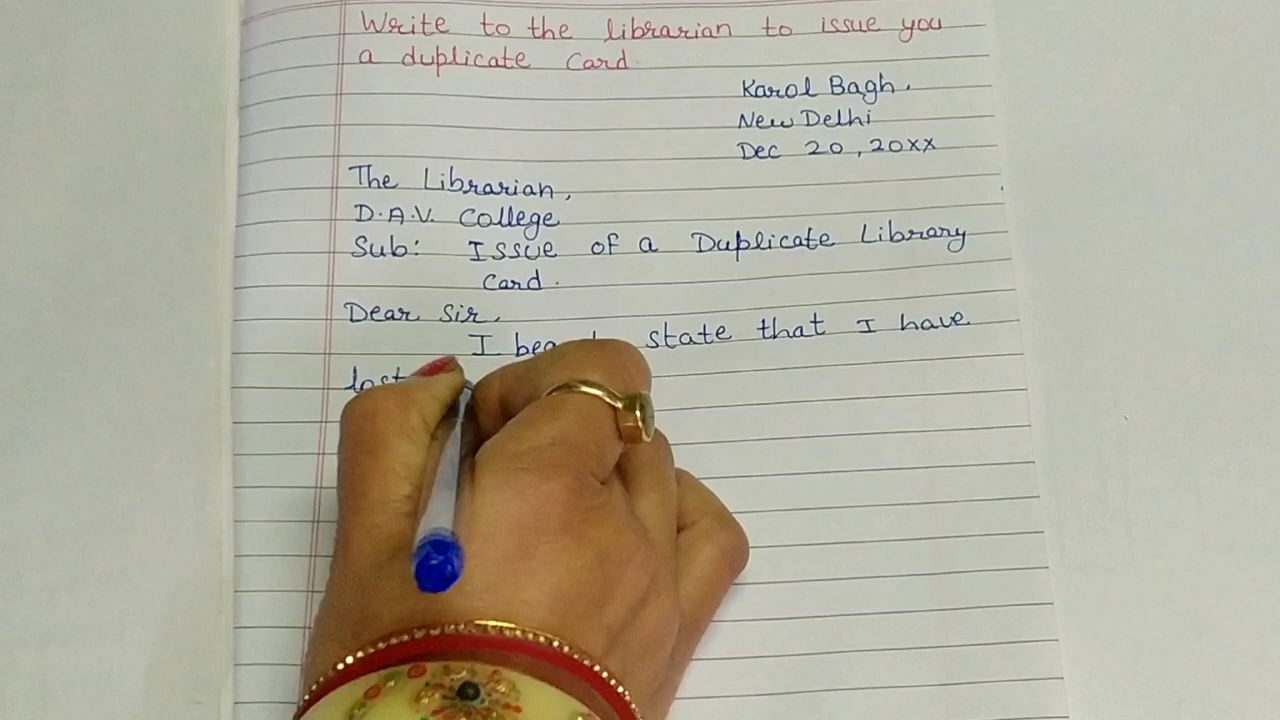 Write to the librarian to issue you
a duplicate card.
Karol Bagh.
New Delhi
Dec 20, 20xx
The Librarian,
D.A.V. College
Sub: Issue of a Duplicate Library
Card.
Dear Sir,
I state that I have
lost